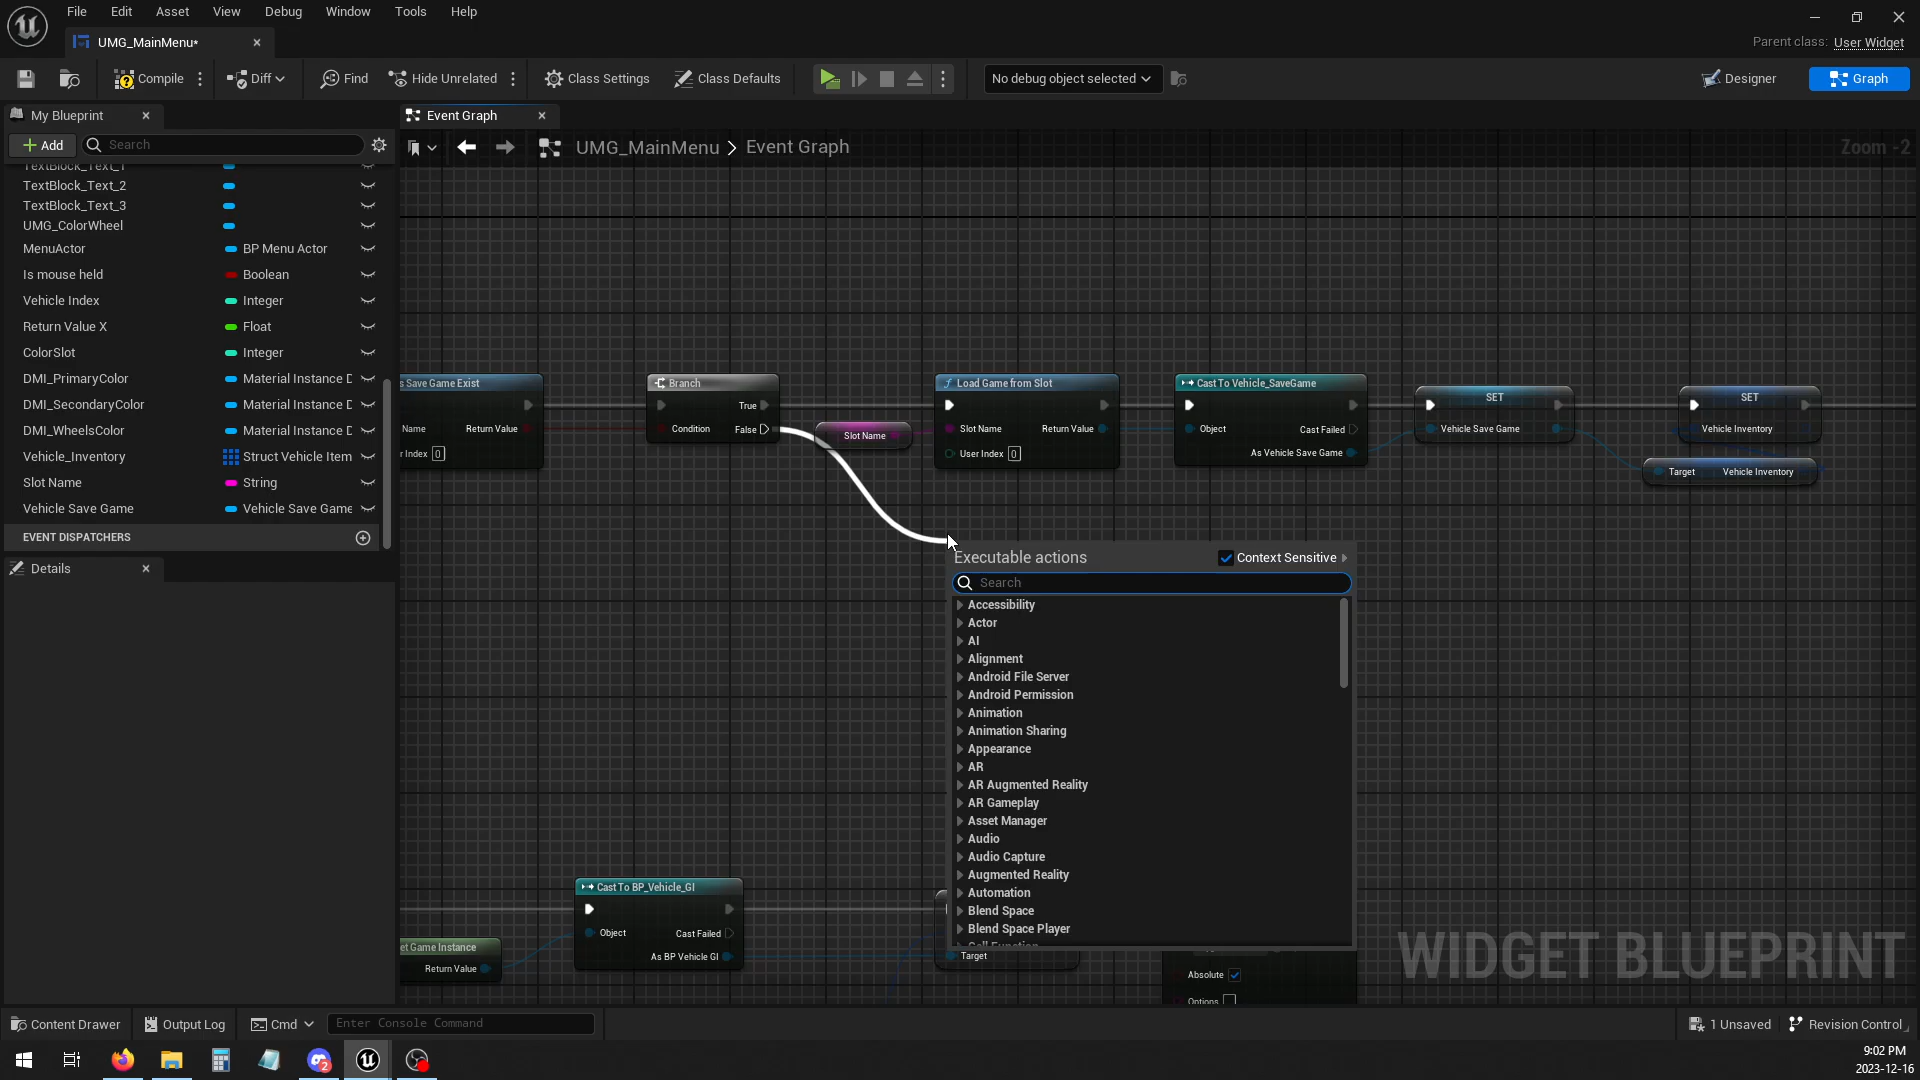 File Edit Asset View Debug Window Tools Help
UMG_MainMenu*
Parent class: User Widget
Compile Diff Find Hide Unrelated Class Settings Class Defaults No debug object selected Designer Graph
My Blueprint
Event Graph
Add Search
UMG_MainMenu > Event Graph
Zoom -2
TextBlock_Text_1
TextBlock_Text_2
TextBlock_Text_3
UMG_ColorWheel
MenuActor BP Menu Actor
Is mouse held Boolean
Vehicle Index Integer
Return Value X Float
ColorSlot Integer
DMI_PrimaryColor Material Instance D
DMI_SecondaryColor Material Instance D
DMI_WheelsColor Material Instance D
Vehicle_Inventory Struct Vehicle Item
Slot Name String
Vehicle Save Game Vehicle Save Game
EVENT DISPATCHERS
Details
s Save Game Exist
Name Return Value
r Index 0
Branch
True
Condition False
Slot Name
Load Game from Slot
Slot Name Return Value
User Index 0
Cast To Vehicle_SaveGame
Object Cast Failed
As Vehicle Save Game
SET
Vehicle Save Game
SET
Vehicle Inventory
Target Vehicle Inventory
Executable actions Context Sensitive
Search
Accessibility
Actor
AI
Alignment
Android File Server
Android Permission
Animation
Animation Sharing
Appearance
AR
AR Augmented Reality
AR Gameplay
Asset Manager
Audio
Audio Capture
Augmented Reality
Automation
Blend Space
Blend Space Player
Call Function
Cast To BP_Vehicle_GI
Object Cast Failed
As BP Vehicle GI
et Game Instance
Return Value
Target
Absolute
Options
WIDGET BLUEPRINT
Content Drawer Output Log Cmd Enter Console Command 1 Unsaved Revision Control
2
9:02 PM
2023-12-16